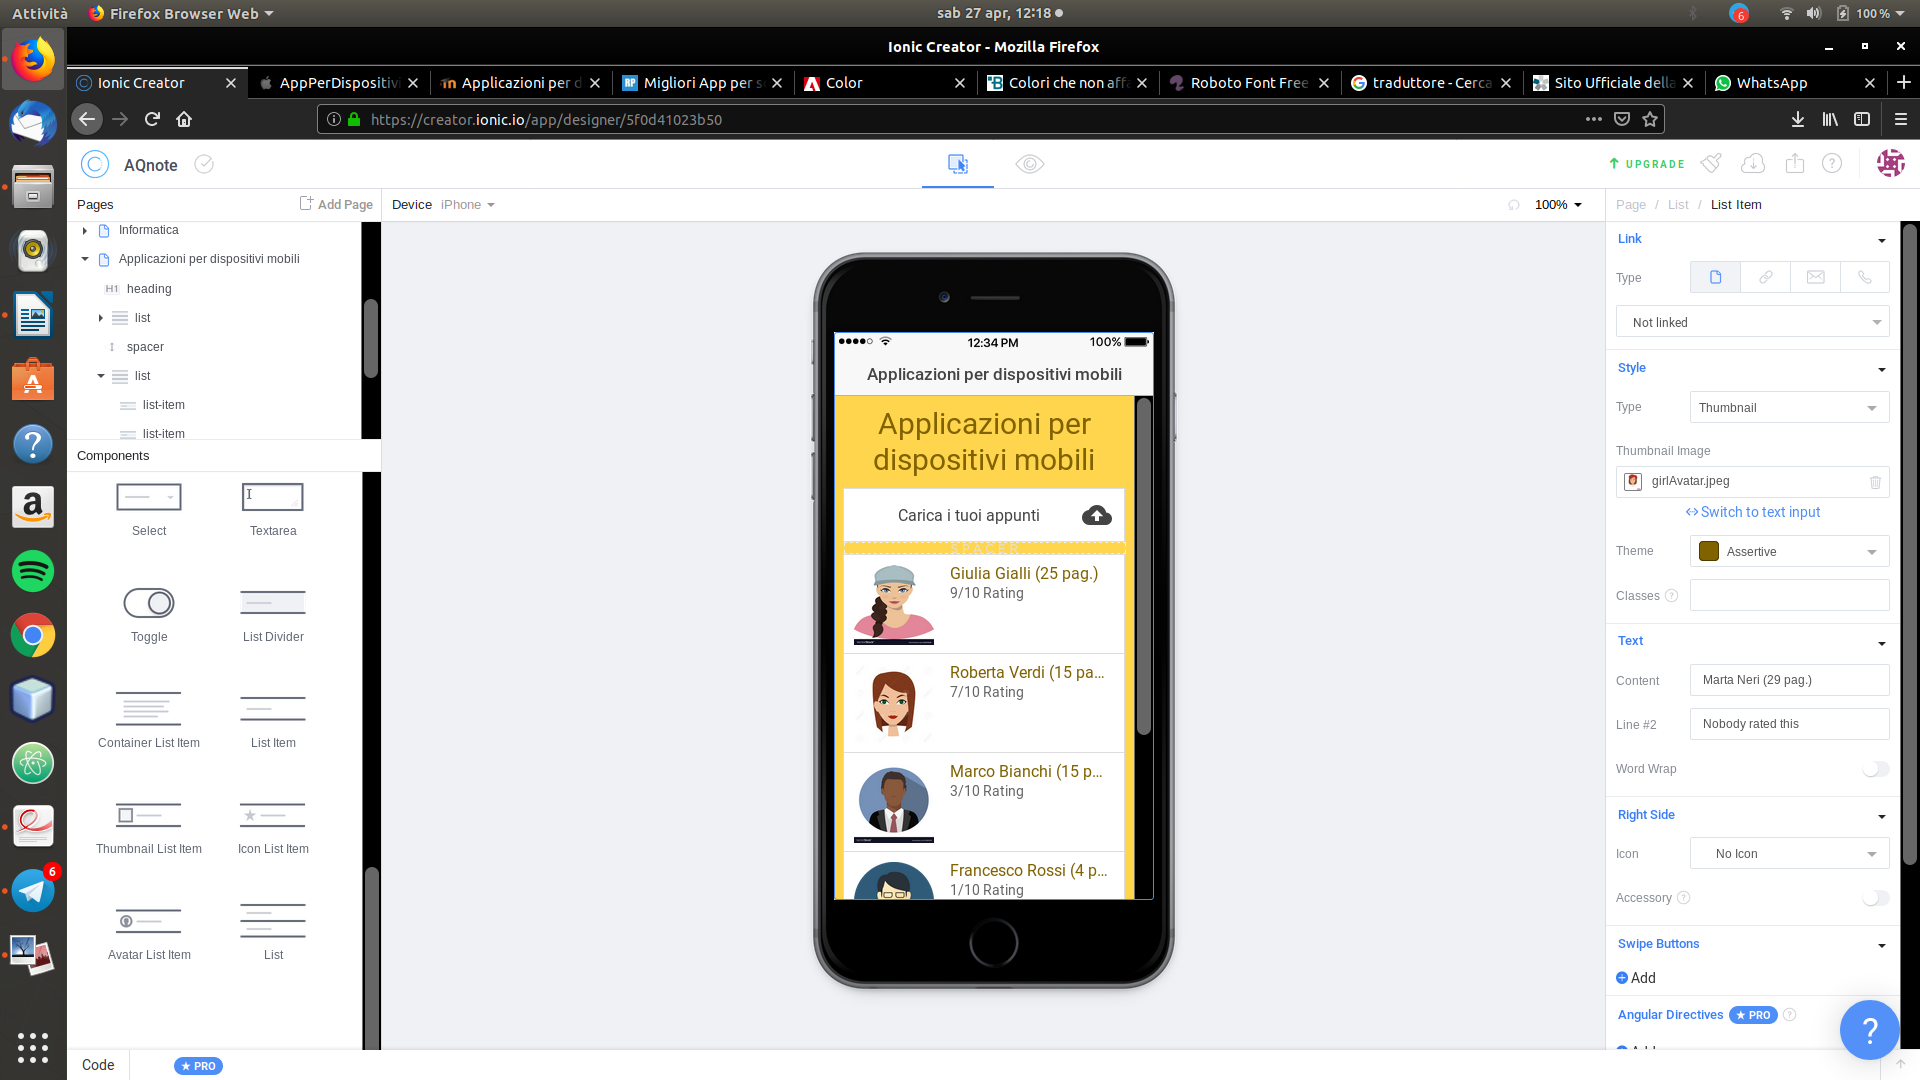 Attività
Firefox Browser Web
sab 27 apr, 12:18
6
100 %
Ionic Creator - Mozilla Firefox
Ionic Creator
AppPerDispositivi
Applicazioni per d
Migliori App per s
Color
Colori che non affa
Roboto Font Free
traduttore - Cerca
Sito Ufficiale della
WhatsApp
https://creator.ionic.io/app/designer/5f0d41023b50
AQnote
UPGRADE
Pages
Add Page
Device
iPhone
100%
Page / List / List Item
Informatica
Applicazioni per dispositivi mobili
H1 heading
list
spacer
list
list-item
list-item
Components
Select
Textarea
Toggle
List Divider
Container List Item
List Item
Thumbnail List Item
Icon List Item
Avatar List Item
List
Code
PRO
6
12:34 PM
100%
Applicazioni per dispositivi mobili
Applicazioni per
dispositivi mobili
Carica i tuoi appunti
SPACER
Giulia Gialli (25 pag.)
9/10 Rating
Roberta Verdi (15 pa...
7/10 Rating
Marco Bianchi (15 p...
3/10 Rating
Francesco Rossi (4 p...
1/10 Rating
Link
Type
Not linked
Style
Type
Thumbnail
Thumbnail Image
girlAvatar.jpeg
Switch to text input
Theme
Assertive
Classes
Text
Content
Marta Neri (29 pag.)
Line #2
Nobody rated this
Word Wrap
Right Side
Icon
No Icon
Accessory
Swipe Buttons
Add
Angular Directives
PRO
?